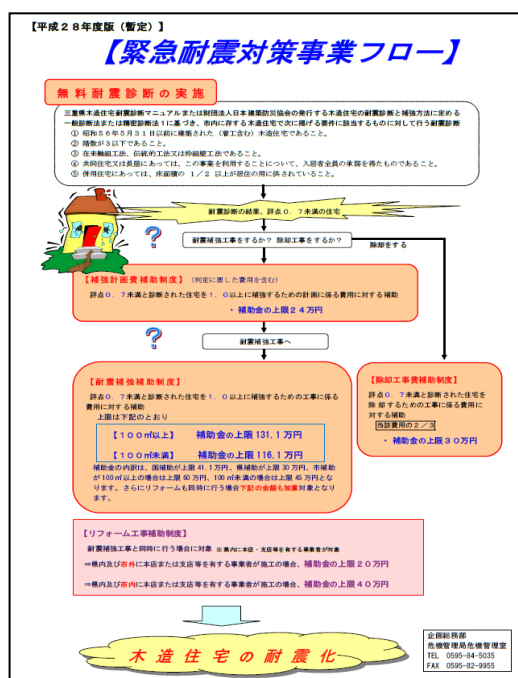 【平成２８年度版（暫定）】
【緊急耐震対策事業フロー】
無料耐震診断の実施
三重県木造住宅耐震診断マニュアルまたは財団法人日本建築防災協会の発行する木造住宅の耐震診断と補強方法に定める
一般診断法または精密診断法１に基づき、市内に存する木造住宅で次に掲げる要件に該当するものに対して行う耐震診断
① 昭和５６年５月３１日以前に建築された（着工含む）木造住宅であること。
② 階数が３以下であること。
③ 在来軸組工法、伝統的工法又は枠組壁工法であること。
④ 共同住宅又は長屋にあっては、この事業を利用することについて、入居者全員の承諾を得たものであること。
⑤ 併用住宅にあっては、床面積の １／２ 以上が居住の用に供されていること。
耐震診断の結果、評点０．７未満の住宅
?
耐震補強工事をするか？ 除却工事をするか？
除却をする
【補強計画費補助制度】（判定に要した費用を含む）
評点０．７未満と診断された住宅を１．０以上に補強するための計画に係る費用に対する補助
・補助金の上限２４万円
?
耐震補強工事へ
【耐震補強補助制度】
評点０．７未満と診断された住宅を１．０以上に補強するための工事に係る
費用に対する補助
上限は下記のとおり
【１００㎡以上】 補助金の上限 131.1 万円
【１００㎡未満】 補助金の上限 116.1 万円
補助金の内訳は、国補助が上限 41.1 万円、県補助が上限 30 万円、市補助
が 100 ㎡以上の場合は上限 60 万円、100 ㎡未満の場合は上限 45 万円とな
ります。さらにリフォームも同時に行う場合下記の金額も加算対象となり
ます。
【除却工事費補助制度】
評点０．７未満と診断された住宅を
除却するための工事に係る費用に
対する補助
当該費用の２／３
・補助金の上限３０万円
【リフォーム工事補助制度】
耐震補強工事と同時に行う場合に対象 ※県内に本店・支店等を有する事業者が対象
⇒県内及び市外に本店または支店等を有する事業者が施工の場合、補助金の上限２０万円
⇒県内及び市内に本店または支店等を有する事業者が施工の場合、補助金の上限４０万円
木造住宅の耐震化
企画総務部
危機管理局危機管理室
TEL 0595-84-5035
FAX 0595-82-9955